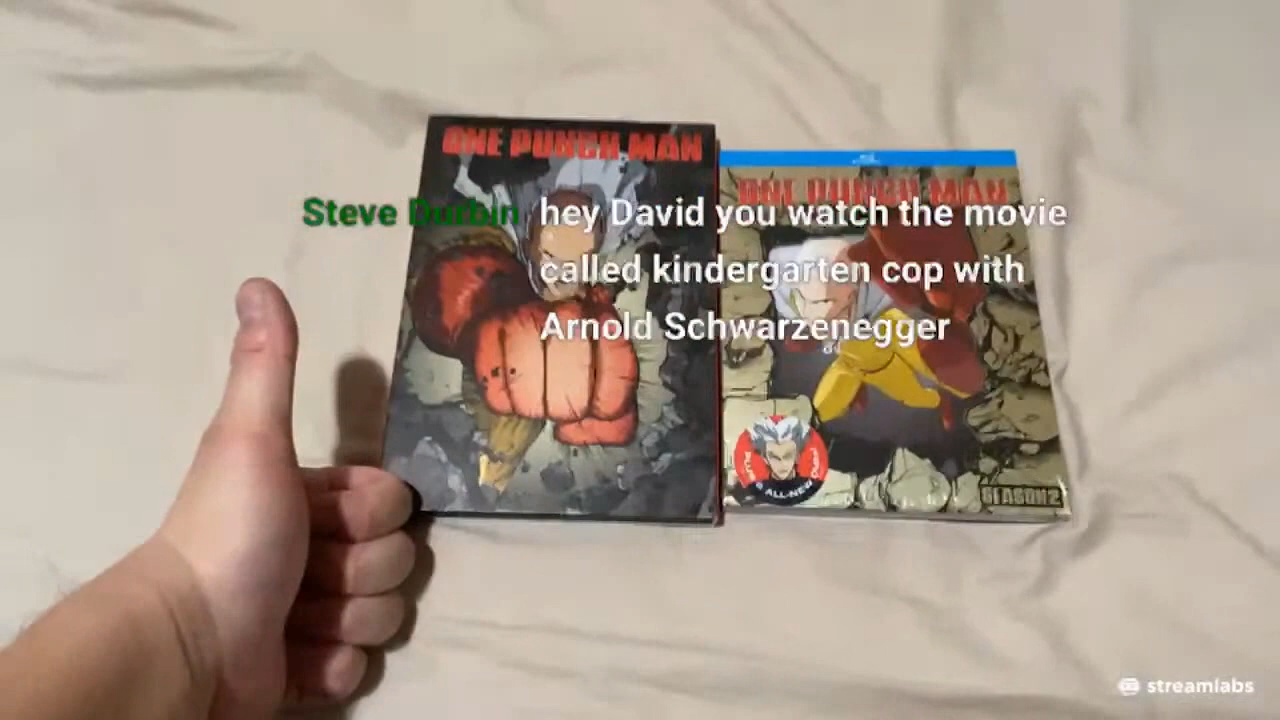 ONE PUNCH MAN
ONE PUNCH MAN
Steve Durbin hey David you watch the movie
called kindergarten cop with
Arnold Schwarzenegger
SEASON 2
streamlabs